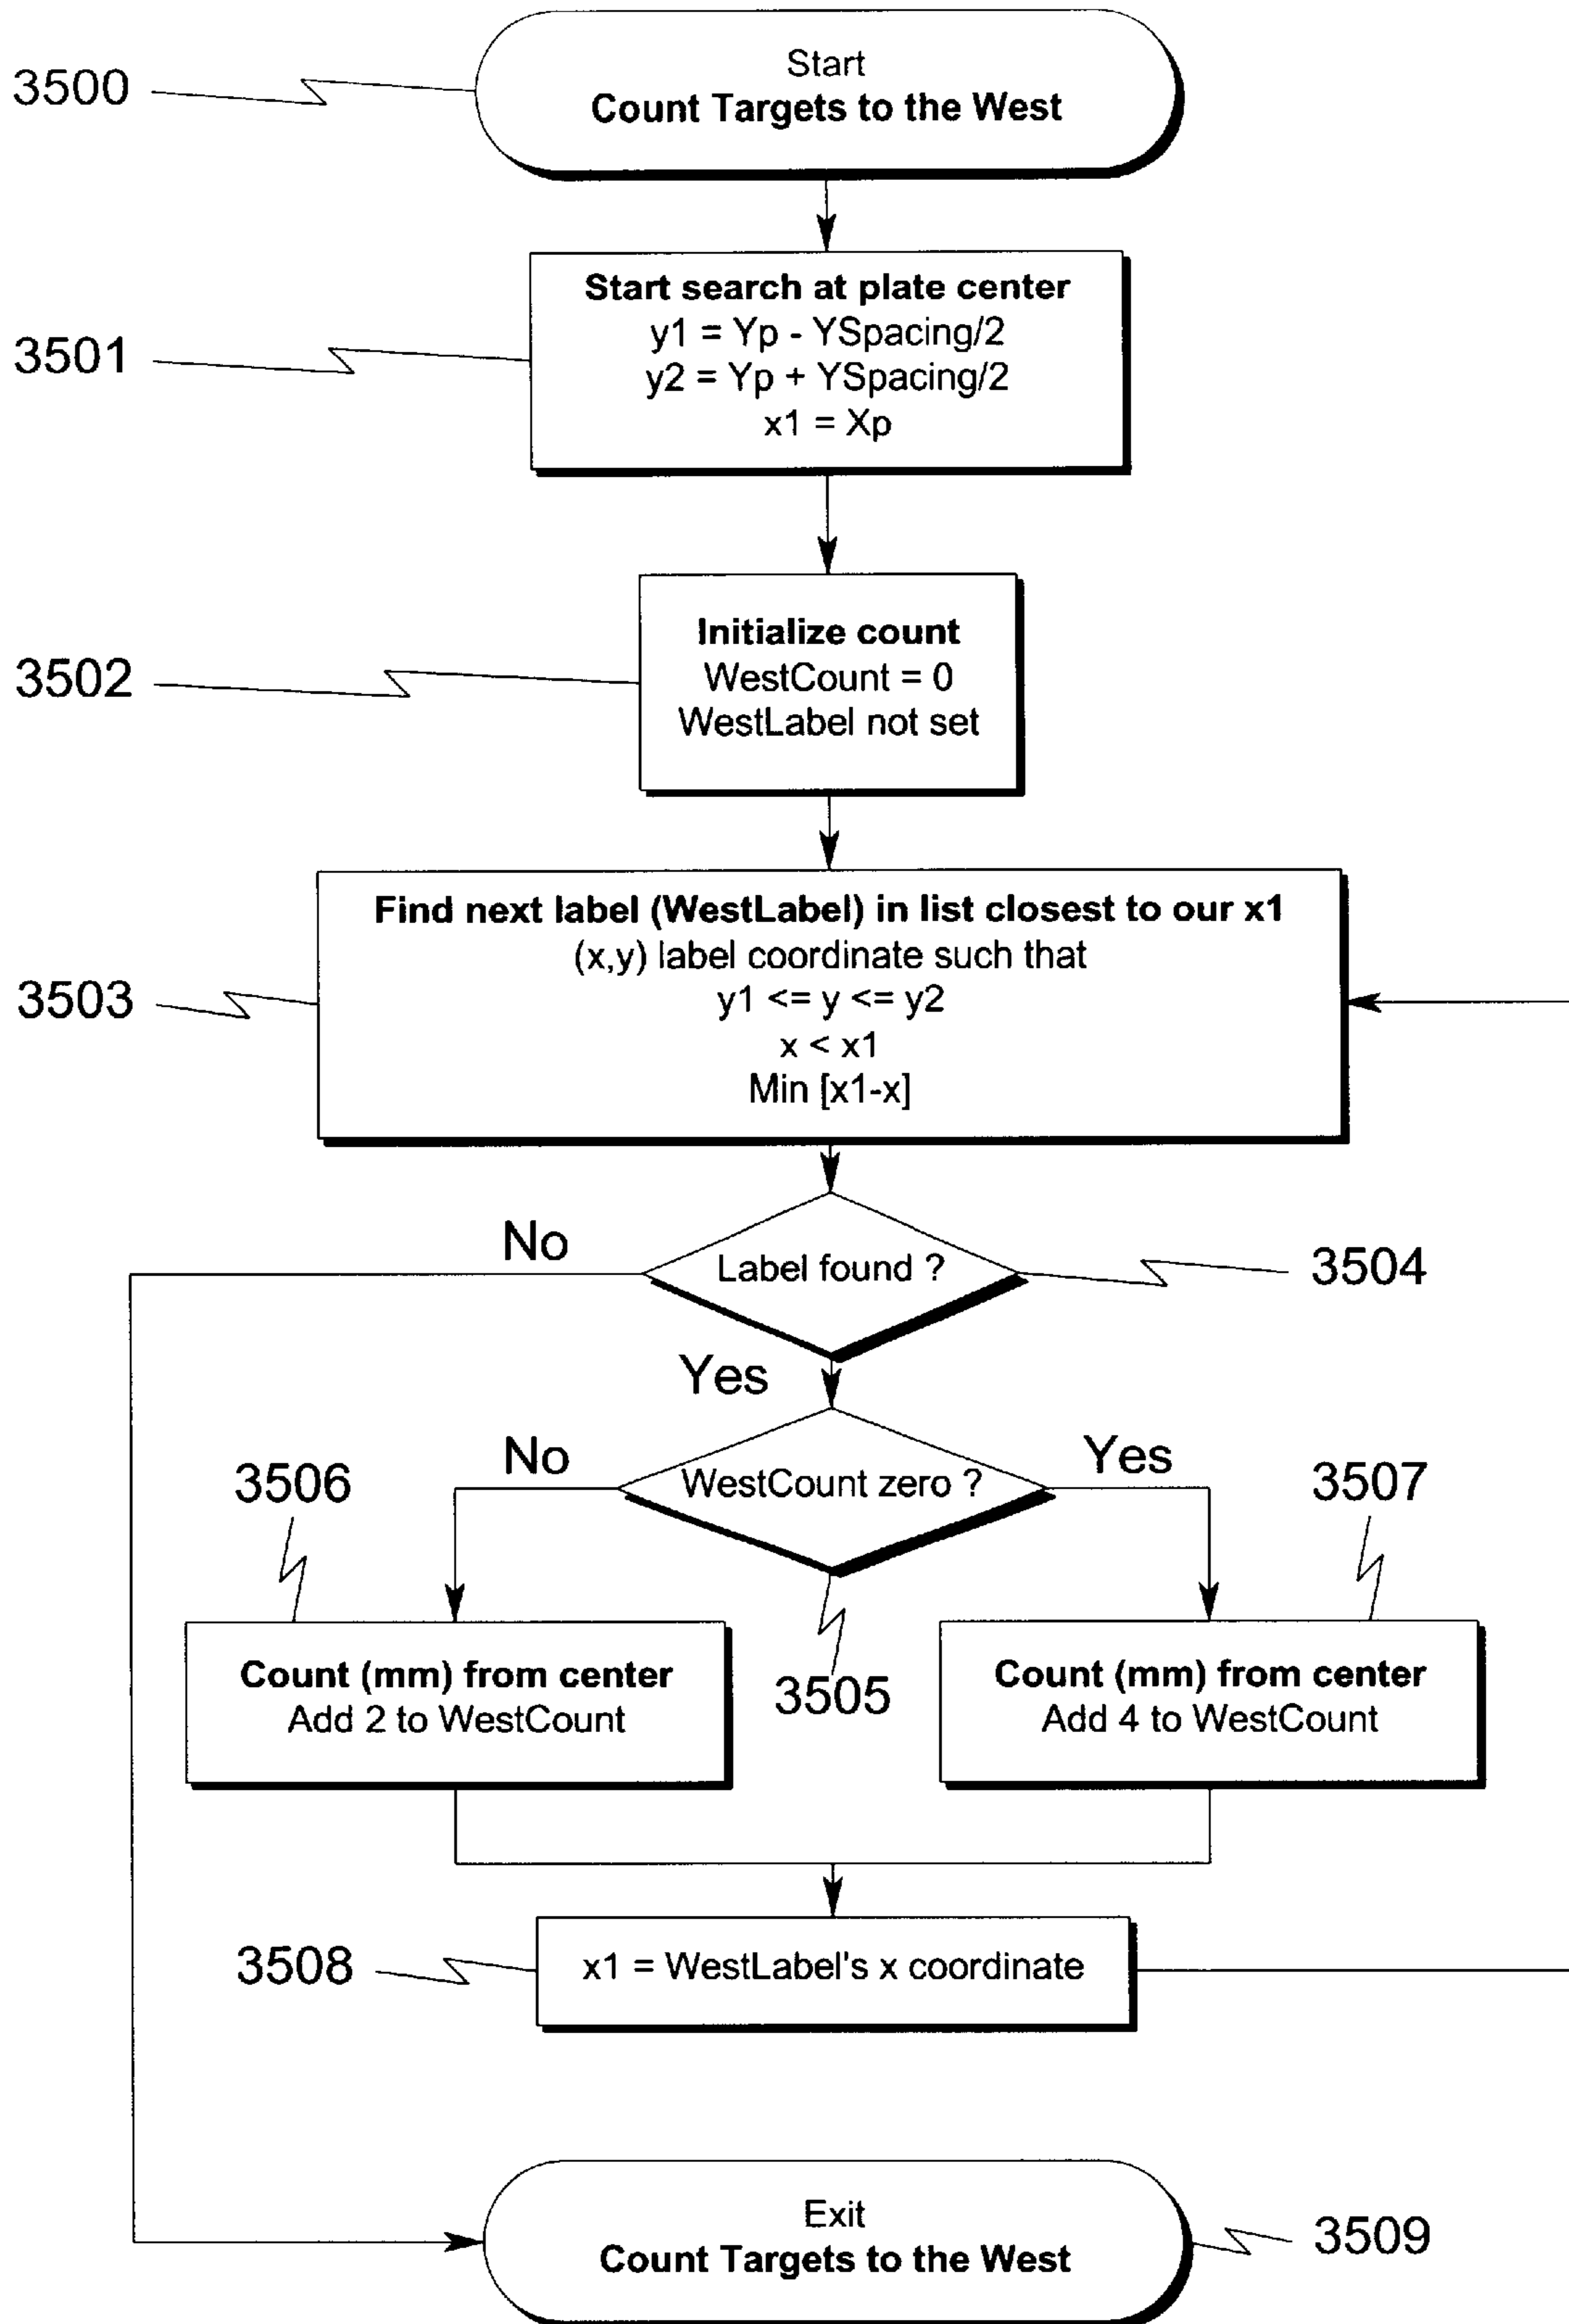 3500
Start
Count Targets to the West
3501
Start search at plate center
y1 = Yp - YSpacing/2
y2 = Yp + YSpacing/2
x1 = Xp
3502
Initialize count
WestCount = 0
WestLabel not set
3503
Find next label (WestLabel) in list closest to our x1
(x,y) label coordinate such that
y1 <= y <= y2
x < x1
Min [x1-x]
No
Label found ?
3504
Yes
No
WestCount zero ?
Yes
3506
3507
3505
Count (mm) from center
Add 2 to WestCount
Count (mm) from center
Add 4 to WestCount
3508
x1 = WestLabel's x coordinate
Exit
Count Targets to the West
3509